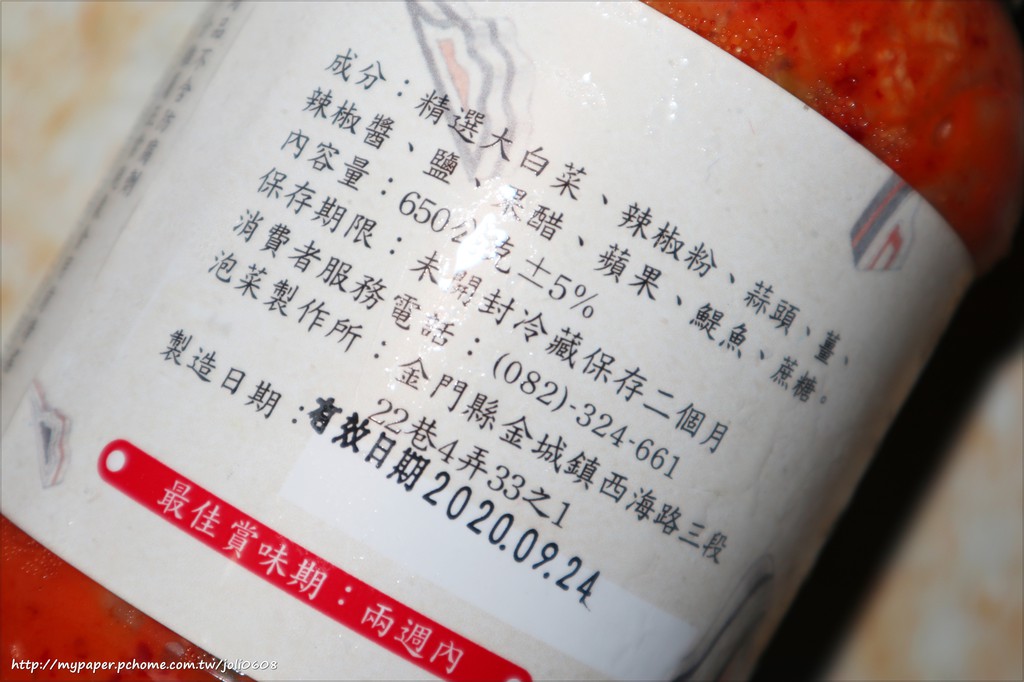 成分：精選大白菜、辣椒粉、蒜頭、薑、
辣椒醬、鹽、果醋、蘋果、鯷魚、蔗糖。
內容量：650公克±5%
保存期限：未開封冷藏保存二個月
消費者服務電話：(082)-324-661
泡菜製作所：金門縣金城鎮西海路三段
22巷4弄33之1
製造日期：有效日期2020.09.24
最佳賞味期：兩週內
http://mypaper.pchome.com.tw/joli0608